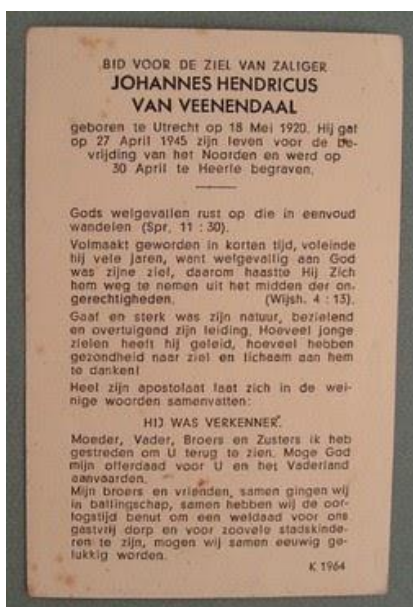 BID VOOR DE ZIEL VAN ZALIGER
JOHANNES HENDRICUS
VAN VEENENDAAL
geboren te Utrecht op 18 Mei 1920. Hij gaf
op 27 April 1945 zijn leven voor de be-
vrijding van het Noorden en werd op
30 April te Heerle begraven.
Gods welgevallen rust op die in eenvoud
wandelen (Spr. 11 : 30).
Volmaakt geworden in korten tijd, voleinde
hij vele jaren, want welgevallig aan God
was zijne ziel, daarom haastte Hij Zich
hem weg te nemen uit het midden der on-
gerechtigheden. (Wijsh. 4 : 13).
Gaaf en sterk was zijn natuur, bezielend
en overtuigend zijn leiding. Hoeveel jonge
zielen heeft hij geleid, hoeveel hebben
gezondheid naar ziel en lichaam aan hem
te danken!
Heel zijn apostolaat laat zich in de wei-
nige woorden samenvatten:
HIJ WAS VERKENNER.
Moeder, Vader, Broers en Zusters ik heb
gestreden om U terug te zien. Moge God
mijn offerdaad voor U en het Vaderland
aanvaarden.
Mijn broers en vrienden, samen gingen wij
in ballingschap, samen hebben wij de oor-
logstijd benut om een weldaad voor ons
gastvrij dorp en voor zoovele stadskinde-
ren te zijn, mogen wij samen eeuwig ge-
lukkig worden.
K 1964